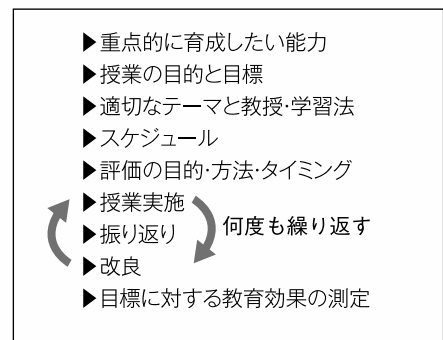 ▶重点的に育成したい能力
▶授業の目的と目標
▶適切なテーマと教授・学習法
▶スケジュール
▶評価の目的・方法・タイミング
▶授業実施
▶振り返り
何度も繰り返す
▶改良
▶目標に対する教育効果の測定